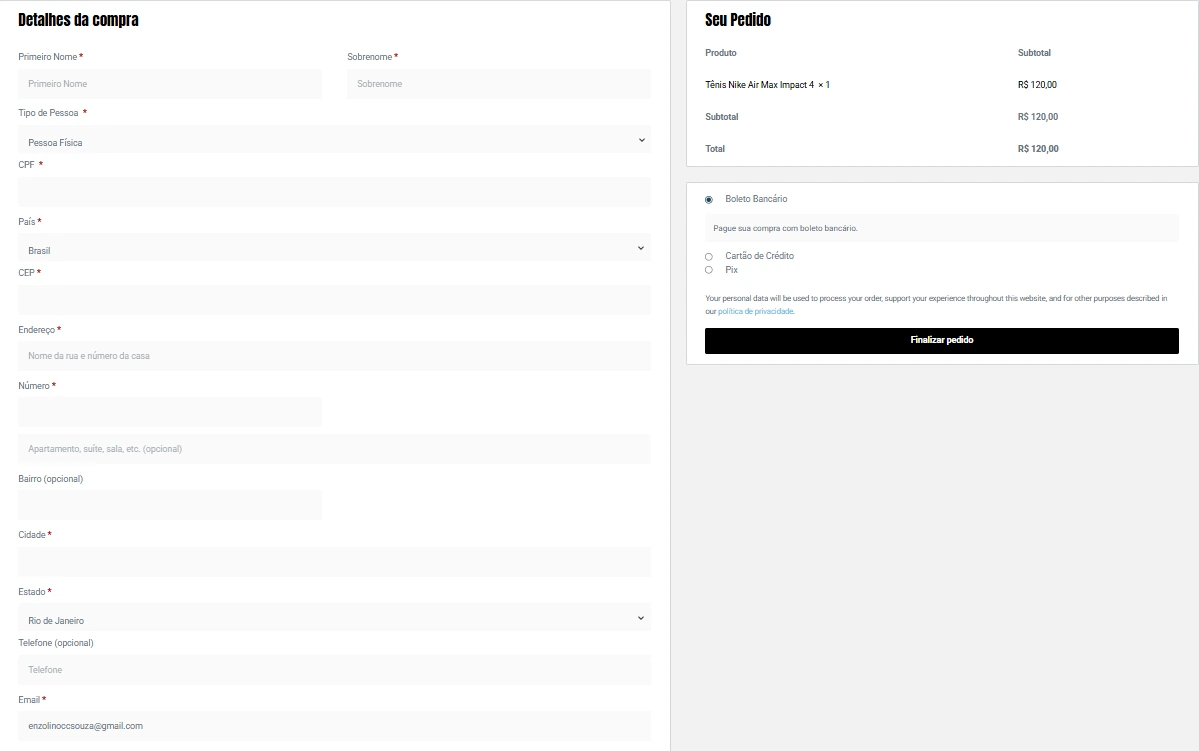 Detalhes da compra
Primeiro Nome *
Sobrenome *
Primeiro Nome
Sobrenome
Tipo de Pessoa *
Pessoa Física
CPF *
País *
Brasil
CEP *
Endereço *
Nome da rua e número da casa
Número *
Apartamento, suíte, sala, etc. (opcional)
Bairro (opcional)
Cidade *
Estado *
Rio de Janeiro
Telefone (opcional)
Telefone
Email *
enzolinoccsouza@gmail.com
Seu Pedido
Produto Subtotal
Tênis Nike Air Max Impact 4 × 1 R$ 120,00
Subtotal R$ 120,00
Total R$ 120,00
Boleto Bancário
Pague sua compra com boleto bancário.
Cartão de Crédito
Pix
Your personal data will be used to process your order, support your experience throughout this website, and for other purposes described in
our política de privacidade.
Finalizar pedido